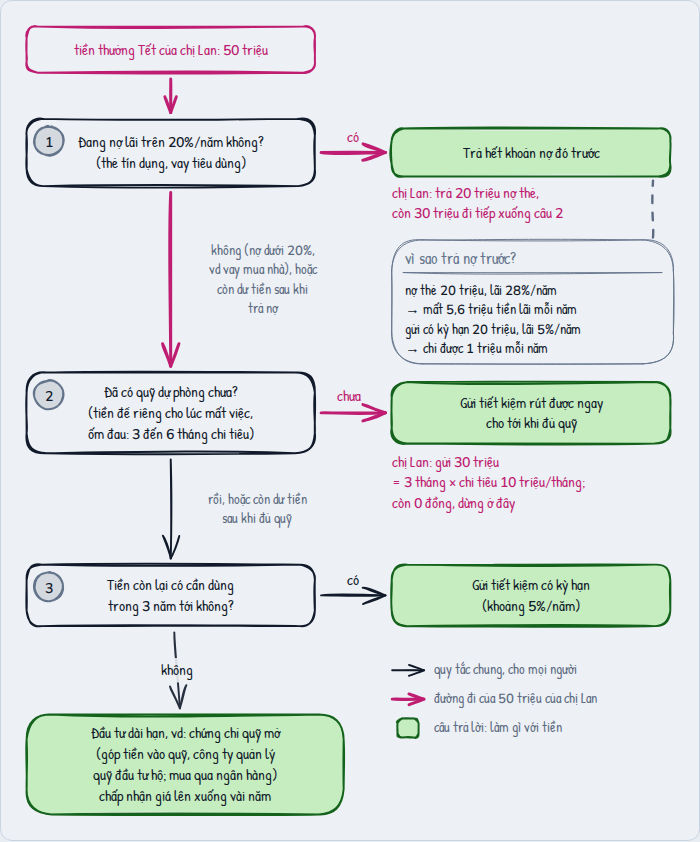 tiền thưởng Tết của chị Lan: 50 triệu
1
Đang nợ lãi trên 20%/năm không?
(thẻ tín dụng, vay tiêu dùng)
có
Trả hết khoản nợ đó trước
chị Lan: trả 20 triệu nợ thẻ,
còn 30 triệu đi tiếp xuống câu 2
không (nợ dưới 20%,
vd vay mua nhà), hoặc
còn dư tiền sau khi
trả nợ
vì sao trả nợ trước?
nợ thẻ 20 triệu, lãi 28%/năm
→ mất 5,6 triệu tiền lãi mỗi năm
gửi có kỳ hạn 20 triệu, lãi 5%/năm
→ chỉ được 1 triệu mỗi năm
2
Đã có quỹ dự phòng chưa?
(tiền để riêng cho lúc mất việc,
ốm đau: 3 đến 6 tháng chi tiêu)
chưa
Gửi tiết kiệm rút được ngay
cho tới khi đủ quỹ
chị Lan: gửi 30 triệu
= 3 tháng × chi tiêu 10 triệu/tháng;
còn 0 đồng, dừng ở đây
rồi, hoặc còn dư tiền
sau khi đủ quỹ
3
Tiền còn lại có cần dùng
trong 3 năm tới không?
có
Gửi tiết kiệm có kỳ hạn
(khoảng 5%/năm)
không
Đầu tư dài hạn, vd: chứng chỉ quỹ mở
(góp tiền vào quỹ, công ty quản lý
quỹ đầu tư hộ; mua qua ngân hàng)
chấp nhận giá lên xuống vài năm
quy tắc chung, cho mọi người
đường đi của 50 triệu của chị Lan
câu trả lời: làm gì với tiền